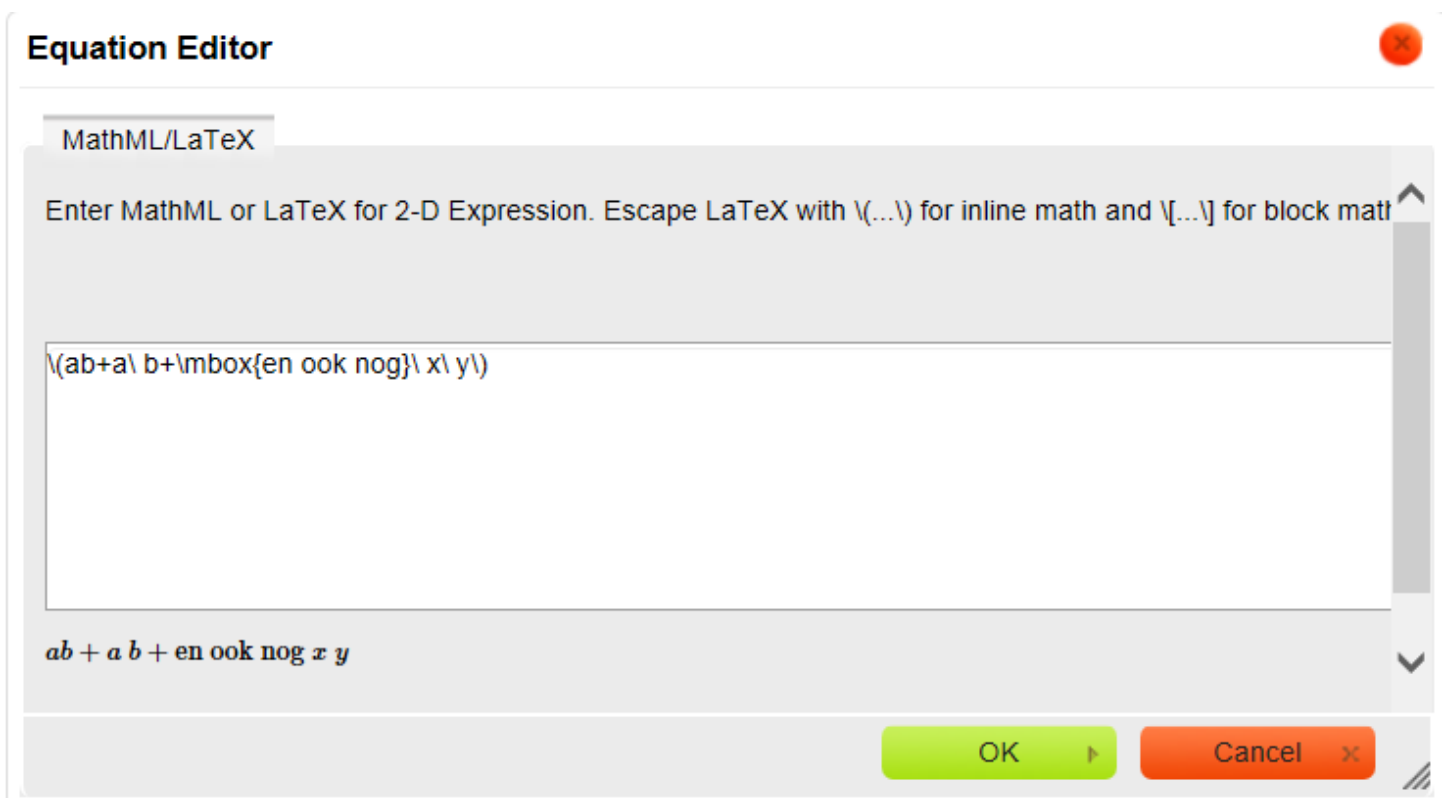 Equation Editor
MathML/LaTeX
Enter MathML or LaTeX for 2-D Expression. Escape LaTeX with \(...\) for inline math and \[...\] for block math
\(ab+a\ b+\mbox{en ook nog}\ x\ y\)
ab + a b + en ook nog x y
OK
Cancel